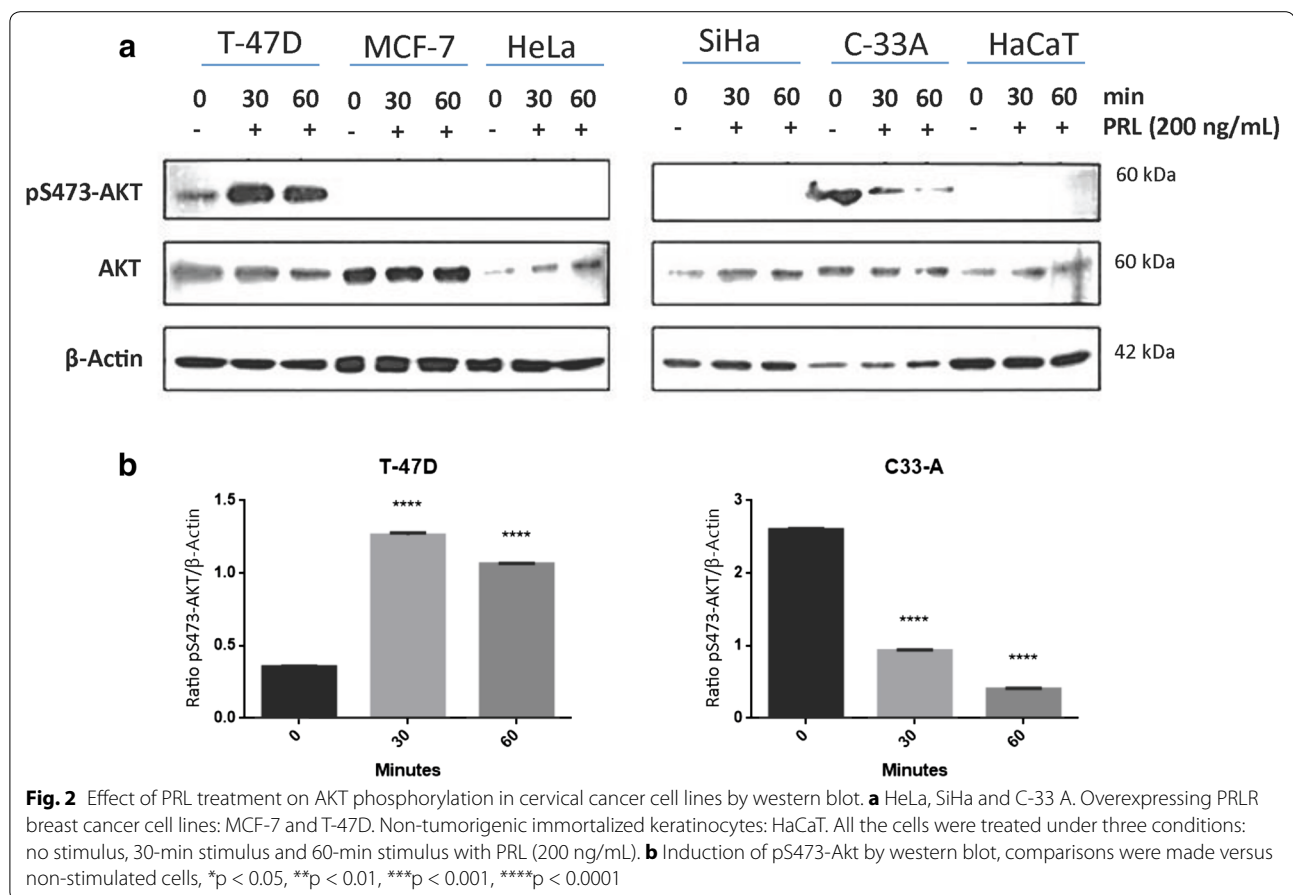 a
T-47D MCF-7 HeLa SiHa C-33A HaCaT
0 30 60 0 30 60 0 30 60 0 30 60 0 30 60 0 30 60 min
- + + - + + - + + - + + - + + - + + PRL (200 ng/mL)
pS473-AKT 60 kDa
AKT 60 kDa
β-Actin 42 kDa
b
T-47D
Ratio pS473-AKT/β-Actin
1.5
1.0
0.5
0.0
****
****
0 30 60
Minutes
C33-A
Ratio pS473-AKT/β-Actin
3
2
1
0
****
****
0 30 60
Minutes
Fig. 2 Effect of PRL treatment on AKT phosphorylation in cervical cancer cell lines by western blot. a HeLa, SiHa and C-33 A. Overexpressing PRLR
breast cancer cell lines: MCF-7 and T-47D. Non-tumorigenic immortalized keratinocytes: HaCaT. All the cells were treated under three conditions:
no stimulus, 30-min stimulus and 60-min stimulus with PRL (200 ng/mL). b Induction of pS473-Akt by western blot, comparisons were made versus
non-stimulated cells, *p < 0.05, **p < 0.01, ***p < 0.001, ****p < 0.0001